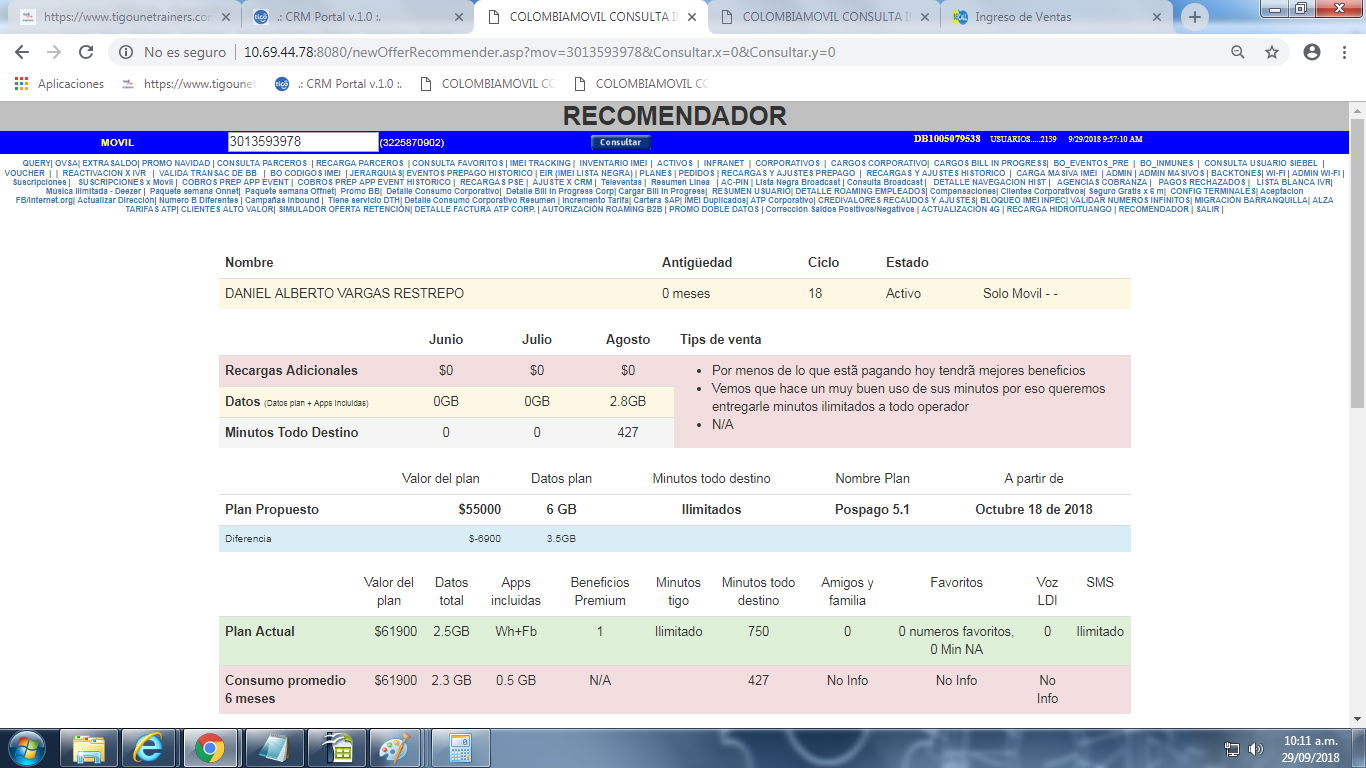 https://www.tigounetrainers.con
.: CRM Portal v.1.0 :.
COLOMBIAMOVIL CONSULTA I
COLOMBIAMOVIL CONSULTA I
Ingreso de Ventas
No es seguro | 10.69.44.78:8080/newOfferRecommender.asp?mov=3013593978&Consultar.x=0&Consultar.y=0
Aplicaciones
https://www.tigounet
.: CRM Portal v.1.0 :.
COLOMBIAMOVIL CO
COLOMBIAMOVIL CO
RECOMENDADOR
MOVIL 3013593978 (3225870902) Consultar DB1005079538 USUARIOS.....2139 9/29/2018 9:57:10 AM
QUERY| OVSA| EXTRASALDO| PROMO NAVIDAD | CONSULTA PARCEROS | RECARGA PARCEROS | CONSULTA FAVORITOS | IMEI TRACKING | INVENTARIO IMEI | ACTIVOS | INFRANET | CORPORATIVOS | CARGOS CORPORATIVO| CARGOS BILL IN PROGRESS| BO_EVENTOS_PRE | BO_INMUNES | CONSULTA USUARIO SIEBEL |
VOUCHER | | REACTIVACION X IVR | VALIDA TRANSAC DE BB | BO CODIGOS IMEI | JERARQUIAS| EVENTOS PREPAGO HISTORICO | EIR (IMEI LISTA NEGRA) | PLANES | PEDIDOS | RECARGAS Y AJUSTES PREPAGO | RECARGAS Y AJUSTES HISTORICO | CARGA MASIVA IMEI | ADMIN | ADMIN MASIVOS | BACKTONES| WI-FI | ADMIN WI-FI |
Suscripciones | SUSCRIPCIONES x Movil | COBROS PREP APP EVENT | COBROS PREP APP EVENT HISTORICO | RECARGAS PSE | AJUSTE X CRM | Televentas | Resumen Linea | AC-PIN | Lista Negra Broadcast | Consulta Broadcast | DETALLE NAVEGACION HIST | AGENCIAS COBRANZA | PAGOS RECHAZADOS | LISTA BLANCA IVR|
Musica Ilimitada - Deezer | Paquete semana Onnet| Paquete semana Offnet| Promo BB| Detalle Consumo Corporativo| Detalle Bill In Progress Corp| Cargar Bill In Progress Corp| RESUMEN USUARIO| DETALLE ROAMING EMPLEADOS| Compensaciones| Clientes Corporativos| Seguro Gratis x 6 m| CONFIG TERMINALES| Aceptacion
FB/Internet.org| Actualizar Dirección| Numero B Diferentes | Campañas Inbound | Tiene servicio DTH| Detalle Consumo Corporativo Resumen | Incremento Tarifa| Cartera SAP| IMEI Duplicados| ATP Corporativo| CREDIVALORES RECAUDOS Y AJUSTES| BLOQUEO IMEI INPEC| VALIDAR NUMEROS INFINITOS| MIGRACIÓN BARRANQUILLA| ALZA
TARIFAS ATP| CLIENTES ALTO VALOR| SIMULADOR OFERTA RETENCIÓN| DETALLE FACTURA ATP CORP. | AUTORIZACIÓN ROAMING B2B | PROMO DOBLE DATOS | Corrección Saldos Positivos/Negativos | ACTUALIZACIÓN 4G | RECARGA HIDROITUANGO | RECOMENDADOR | SALIR |
Nombre Antigüedad Ciclo Estado
DANIEL ALBERTO VARGAS RESTREPO 0 meses 18 Activo Solo Movil - -
Junio Julio Agosto Tips de venta
Recargas Adicionales $0 $0 $0
Datos (Datos plan + Apps incluidas) 0GB 0GB 2.8GB
Minutos Todo Destino 0 0 427
• Por menos de lo que estã pagando hoy tendrã mejores beneficios
• Vemos que hace un muy buen uso de sus minutos por eso queremos
entregarle minutos ilimitados a todo operador
• N/A
Valor del plan Datos plan Minutos todo destino Nombre Plan A partir de
Plan Propuesto $55000 6 GB Ilimitados Pospago 5.1 Octubre 18 de 2018
Diferencia $-6900 3.5GB
Valor del plan Datos total Apps incluidas Beneficios Premium Minutos tigo Minutos todo destino Amigos y familia Favoritos Voz LDI SMS
Plan Actual $61900 2.5GB Wh+Fb 1 Ilimitado 750 0 0 numeros favoritos, 0 Min NA 0 Ilimitado
Consumo promedio 6 meses $61900 2.3 GB 0.5 GB N/A 427 No Info No Info No Info
10:11 a.m.
29/09/2018